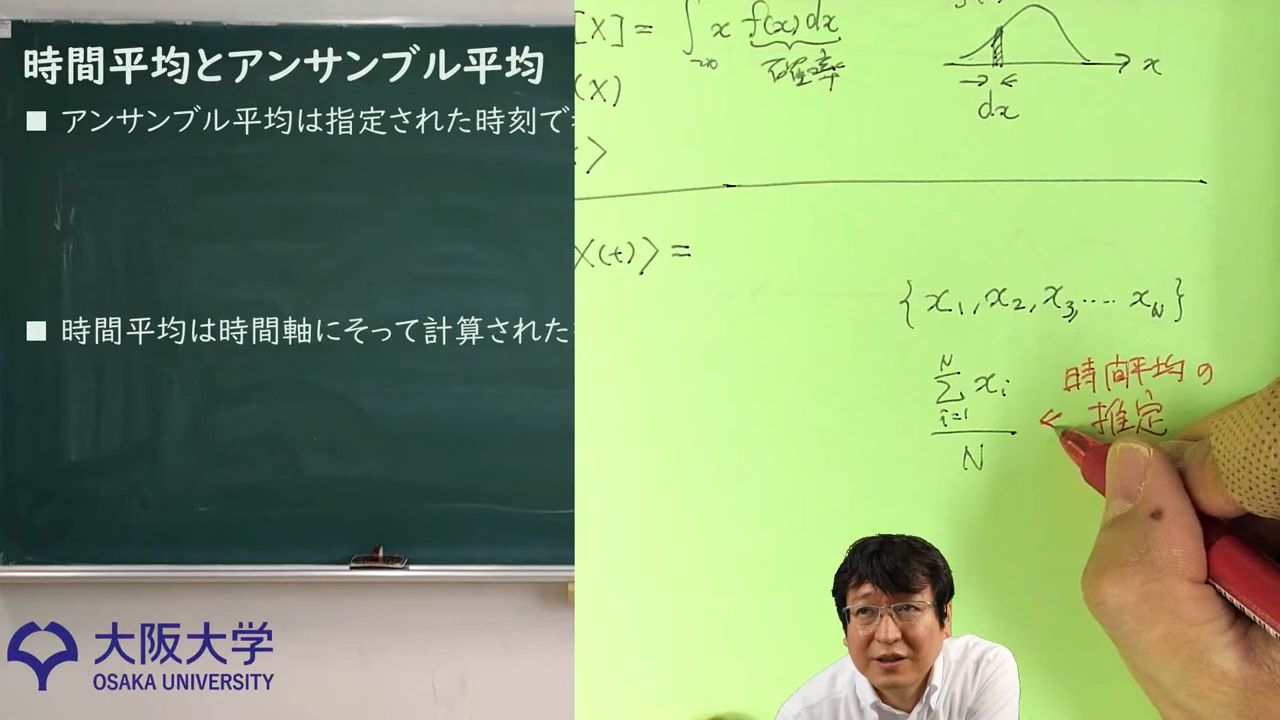 時間平均とアンサンブル平均
■ アンサンブル平均は指定された時刻で
■ 時間平均は時間軸にそって計算された
大阪大学
OSAKA UNIVERSITY
[X] = ∫ x f(x) dx
-∞
確率
x
dx
(X)
>
X(t)> =
{ x1, x2, x3, .... xN }
N
Σ xi
i=1
N
時間平均の
← 推定